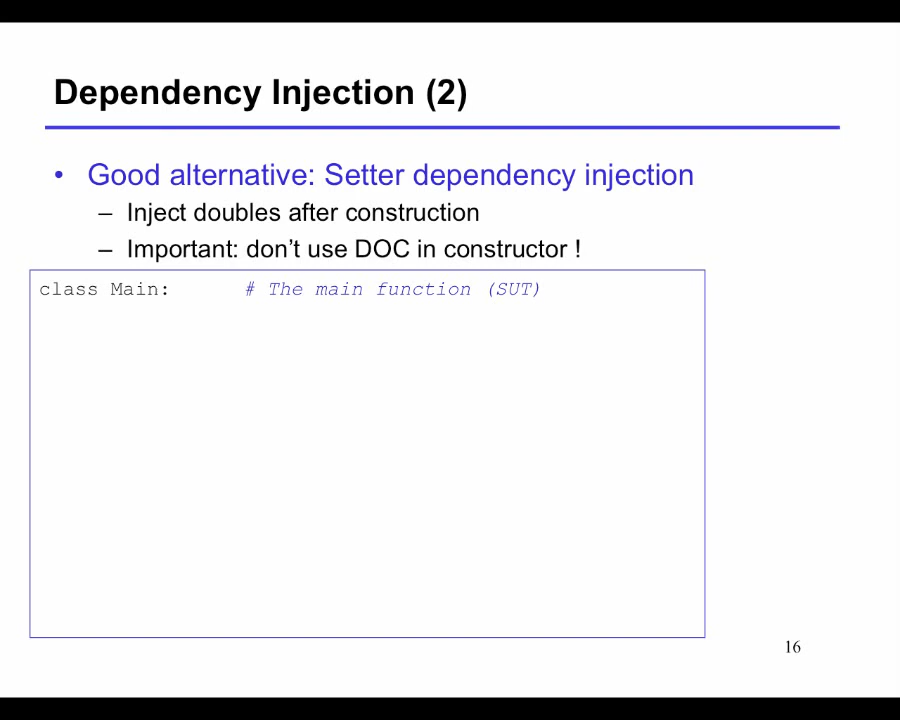 Dependency Injection (2)
• Good alternative: Setter dependency injection
– Inject doubles after construction
– Important: don’t use DOC in constructor !
class Main: # The main function (SUT)
16